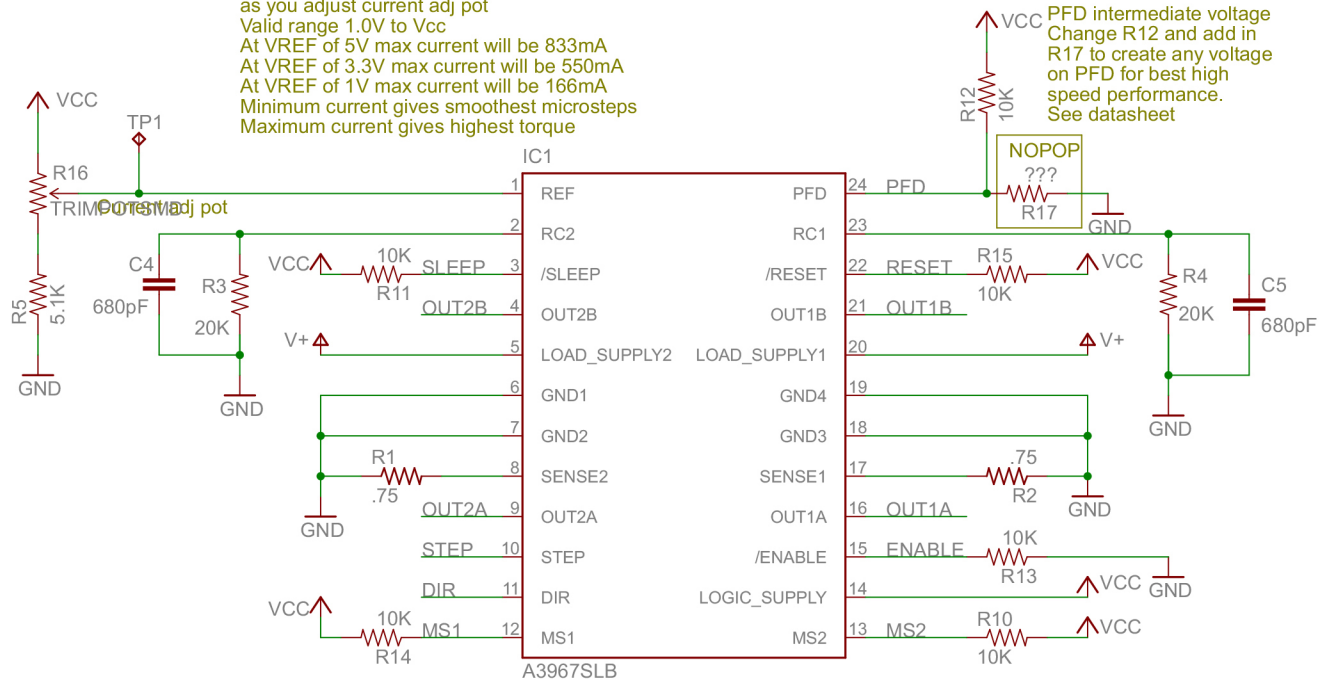 as you adjust current adj pot
Valid range 1.0V to Vcc
At VREF of 5V max current will be 833mA
At VREF of 3.3V max current will be 550mA
At VREF of 1V max current will be 166mA
Minimum current gives smoothest microsteps
Maximum current gives highest torque
VCC
PFD intermediate voltage
Change R12 and add in
R17 to create any voltage
on PFD for best high
speed performance.
See datasheet
R12
10K
VCC
TP1
R16
TRIMPOTSMD
Current adj pot
R5
5.1K
GND
NOPOP
???
R17
GND
IC1
1 REF
PFD 24 PFD
2 RC2
RC1 23
VCC 10K R11 SLEEP 3 /SLEEP
/RESET 22 RESET R15 10K VCC
C4
680pF
R3
20K
GND
R4
20K
C5
680pF
GND
OUT2B 4 OUT2B
OUT1B 21 OUT1B
V+ 5 LOAD_SUPPLY2
LOAD_SUPPLY1 20 V+
6 GND1
GND4 19
7 GND2
GND3 18
R1 .75 8 SENSE2
SENSE1 17 .75 R2
GND
GND
OUT2A 9 OUT2A
OUT1A 16 OUT1A
STEP 10 STEP
/ENABLE 15 ENABLE 10K R13 GND
DIR 11 DIR
LOGIC_SUPPLY 14 VCC
VCC 10K R14 MS1 12 MS1
MS2 13 MS2 R10 10K VCC
A3967SLB